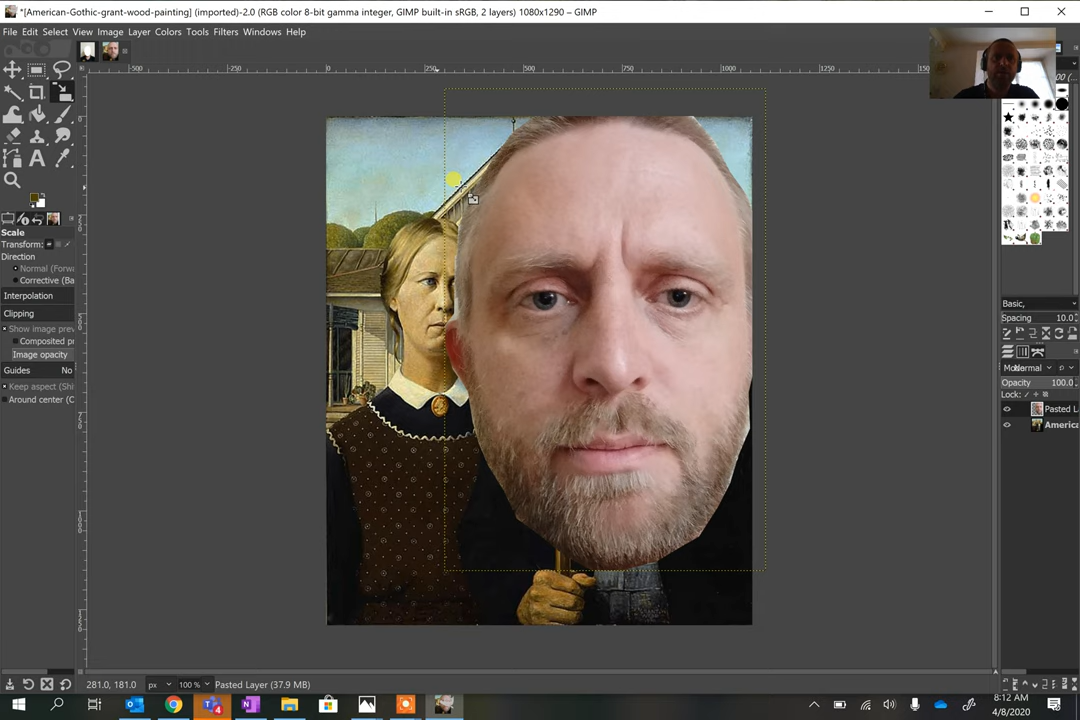 *[American-Gothic-grant-wood-painting] (imported)-2.0 (RGB color 8-bit gamma integer, GIMP built-in sRGB, 2 layers) 1080x1290 – GIMP
File Edit Select View Image Layer Colors Tools Filters Windows Help
-500 -250 0 250 500 750 1000 1250
Scale
Transform:
Direction
Normal (Forw
Corrective (Ba
Interpolation
Clipping
Show image prev
Composited pr
Image opacity
Guides No
Keep aspect (Shi
Around center (C
Basic,
Spacing 10.0
Opacity 100.0
Lock:
Pasted L
America
281.0, 181.0 px 100 % Pasted Layer (37.9 MB)
4
8:12 AM
4/8/2020